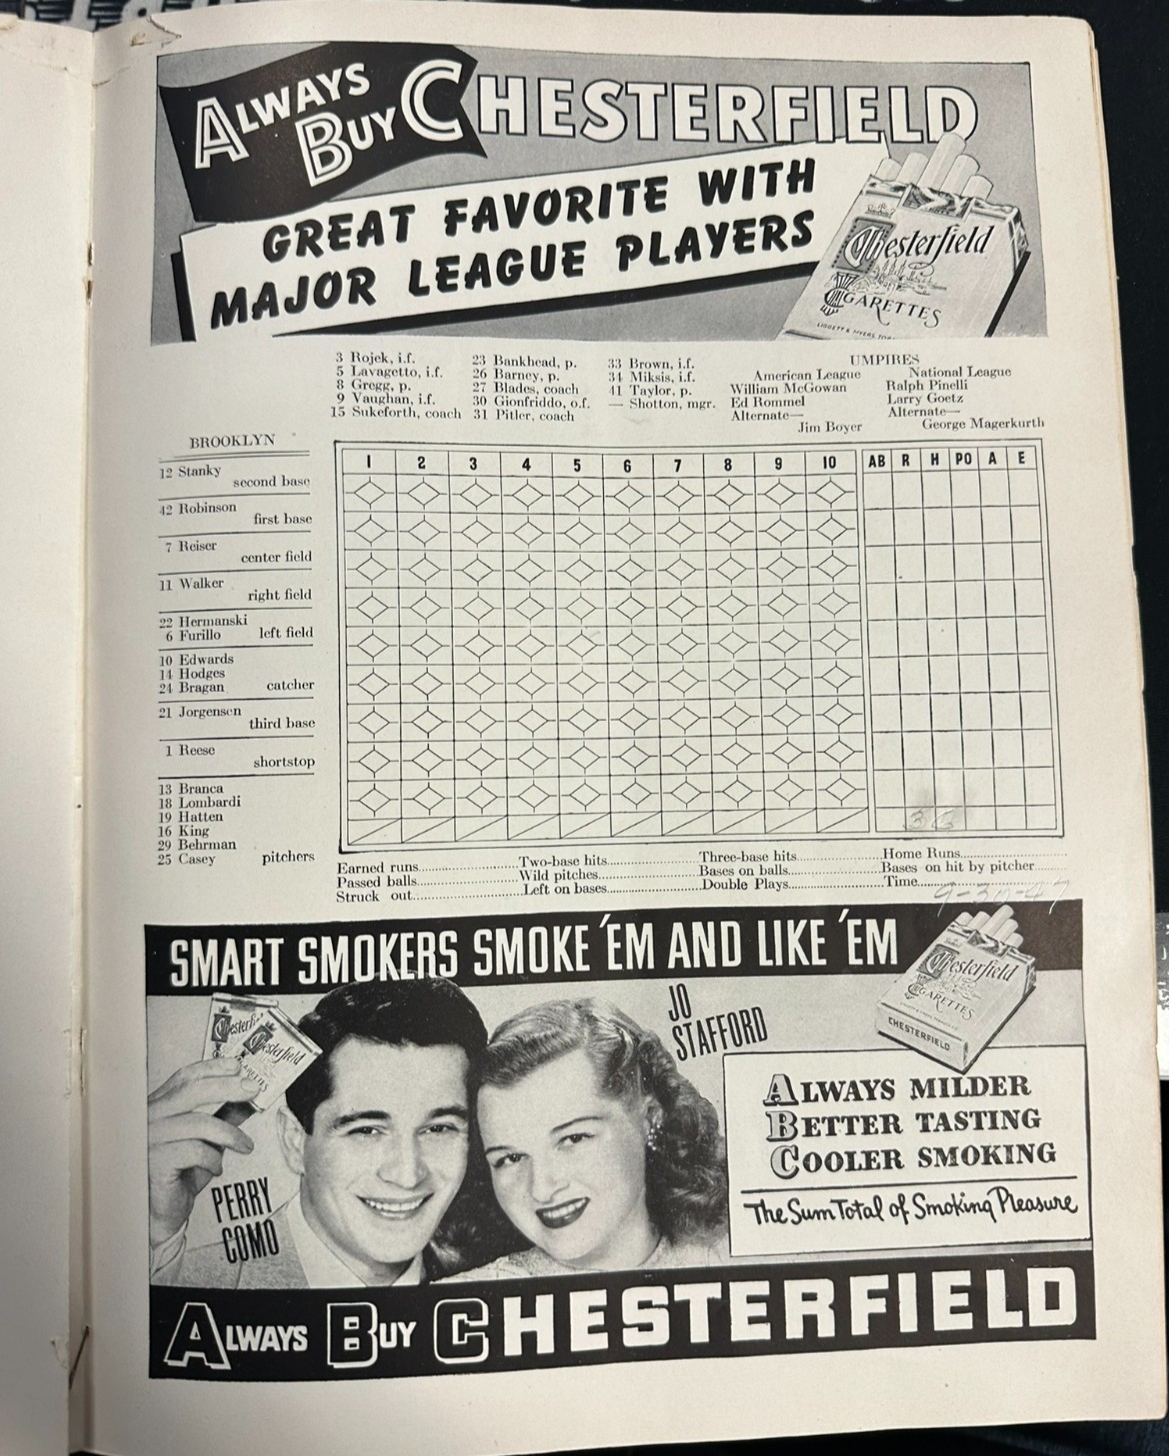 ALWAYS BUY CHESTERFIELD
GREAT FAVORITE WITH
MAJOR LEAGUE PLAYERS
Chesterfield
CIGARETTES
LIGGETT & MYERS
3 Rojek, i.f.
5 Lavagetto, i.f.
8 Gregg, p.
9 Vaughan, i.f.
15 Sukeforth, coach
23 Bankhead, p.
26 Barney, p.
27 Blades, coach
30 Gionfriddo, o.f.
31 Pitler, coach
33 Brown, i.f.
34 Miksis, i.f.
41 Taylor, p.
— Shotton, mgr.
UMPIRES
American League
William McGowan
Ed Rommel
Alternate—
Jim Boyer
National League
Ralph Pinelli
Larry Goetz
Alternate—
George Magerkurth
BROOKLYN
1 2 3 4 5 6 7 8 9 10 AB R H PO A E
12 Stanky
second base
42 Robinson
first base
7 Reiser
center field
11 Walker
right field
22 Hermanski
6 Furillo left field
10 Edwards
14 Hodges
24 Bragan catcher
21 Jorgensen
third base
1 Reese
shortstop
13 Branca
18 Lombardi
19 Hatten
16 King
29 Behrman
25 Casey pitchers
Earned runs Two-base hits Three-base hits Home Runs
Passed balls Wild pitches Bases on balls Bases on hit by pitcher
Struck out Left on bases Double Plays Time
9-30-47
SMART SMOKERS SMOKE 'EM AND LIKE 'EM
Chesterfield
CIGARETTES
CHESTERFIELD
Chesterfield
Chesterfield
JO
STAFFORD
PERRY
COMO
ALWAYS MILDER
BETTER TASTING
COOLER SMOKING
The Sum Total of Smoking Pleasure
ALWAYS BUY CHESTERFIELD